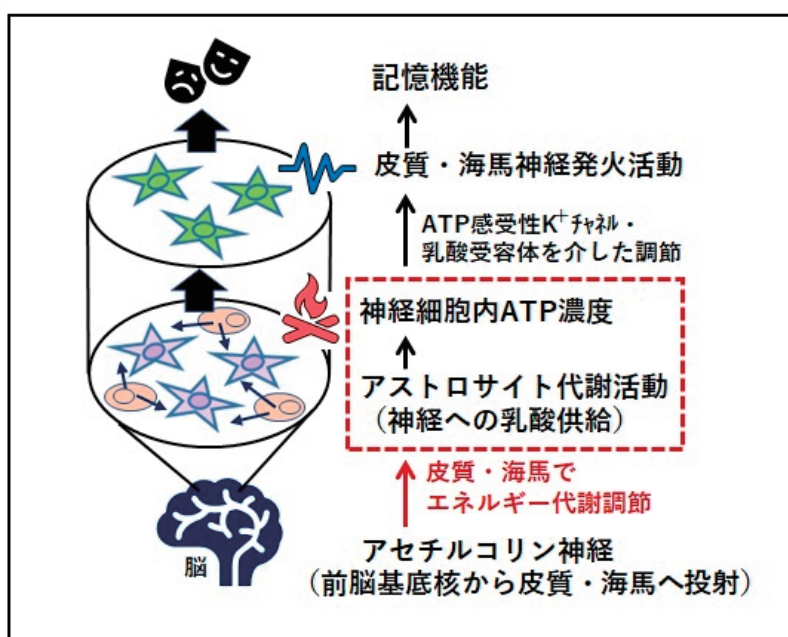 記憶機能
皮質・海馬神経発火活動
ATP感受性K⁺ﾁｬﾈﾙ・
乳酸受容体を介した調節
神経細胞内ATP濃度
アストロサイト代謝活動
（神経への乳酸供給）
皮質・海馬で
エネルギー代謝調節
アセチルコリン神経
（前脳基底核から皮質・海馬へ投射）
脳